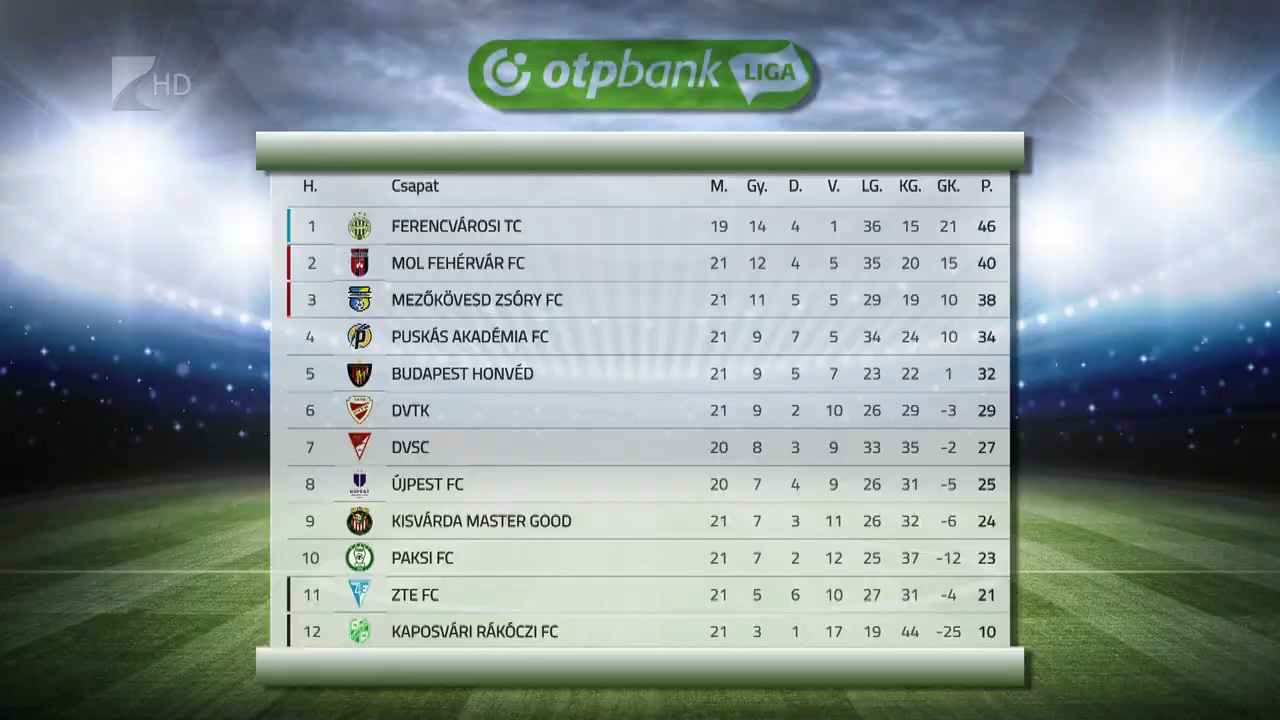 HD
otpbank LIGA
H. Csapat M. Gy. D. V. LG. KG. GK. P.
1 FERENCVÁROSI TC 19 14 4 1 36 15 21 46
2 MOL FEHÉRVÁR FC 21 12 4 5 35 20 15 40
3 MEZŐKÖVESD ZSÓRY FC 21 11 5 5 29 19 10 38
4 PUSKÁS AKADÉMIA FC 21 9 7 5 34 24 10 34
5 BUDAPEST HONVÉD 21 9 5 7 23 22 1 32
6 DVTK 21 9 2 10 26 29 -3 29
7 DVSC 20 8 3 9 33 35 -2 27
8 ÚJPEST FC 20 7 4 9 26 31 -5 25
9 KISVÁRDA MASTER GOOD 21 7 3 11 26 32 -6 24
10 PAKSI FC 21 7 2 12 25 37 -12 23
11 ZTE FC 21 5 6 10 27 31 -4 21
12 KAPOSVÁRI RÁKÓCZI FC 21 3 1 17 19 44 -25 10